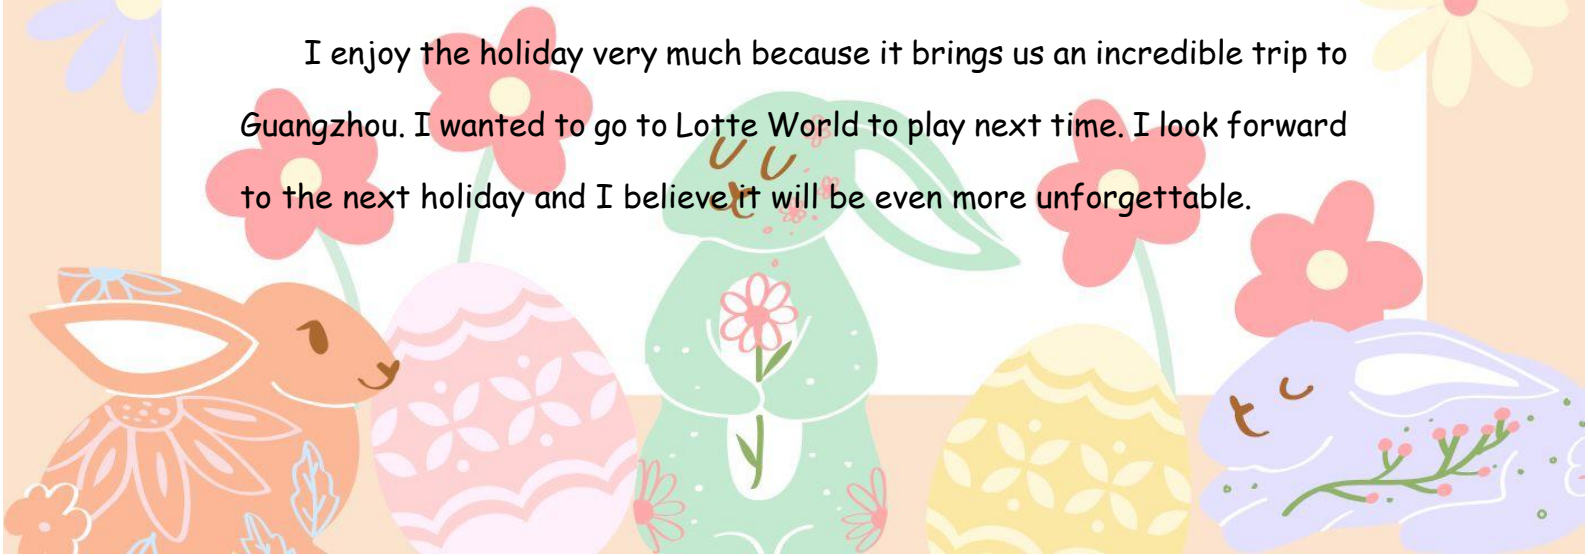 I enjoy the holiday very much because it brings us an incredible trip to
Guangzhou. I wanted to go to Lotte World to play next time. I look forward
to the next holiday and I believe it will be even more unforgettable.